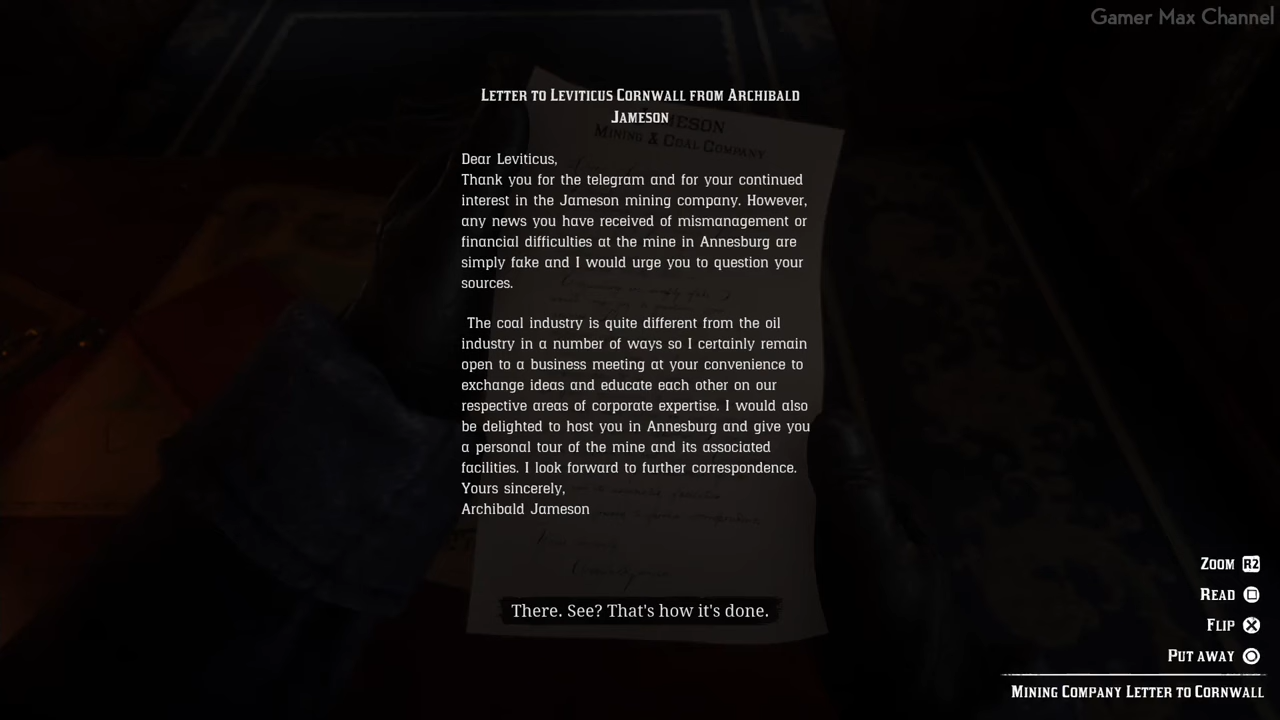 Gamer Max Channel
Letter to Leviticus Cornwall from Archibald
Jameson
Jameson
Mining & Coal Company
Dear Leviticus,
Thank you for the telegram and for your continued
interest in the Jameson mining company. However,
any news you have received of mismanagement or
financial difficulties at the mine in Annesburg are
simply fake and I would urge you to question your
sources.
The coal industry is quite different from the oil
industry in a number of ways so I certainly remain
open to a business meeting at your convenience to
exchange ideas and educate each other on our
respective areas of corporate expertise. I would also
be delighted to host you in Annesburg and give you
a personal tour of the mine and its associated
facilities. I look forward to further correspondence.
Yours sincerely,
Archibald Jameson
There. See? That's how it's done.
Zoom R2
Read
Flip
Put away
Mining Company Letter to Cornwall